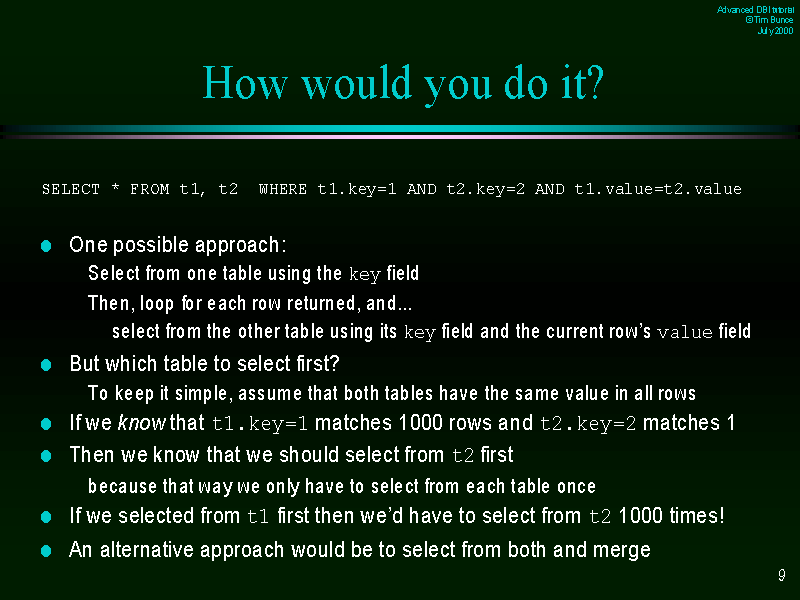 Advanced DBI tutorial
© Tim Bunce
July 2000
How would you do it?
SELECT * FROM t1, t2  WHERE t1.key=1 AND t2.key=2 AND t1.value=t2.value
One possible approach:
Select from one table using the key field
Then, loop for each row returned, and...
select from the other table using its key field and the current row’s value field
But which table to select first?
To keep it simple, assume that both tables have the same value in all rows
If we know that t1.key=1 matches 1000 rows and t2.key=2 matches 1
Then we know that we should select from t2 first
because that way we only have to select from each table once
If we selected from t1 first then we’d have to select from t2 1000 times!
An alternative approach would be to select from both and merge
9